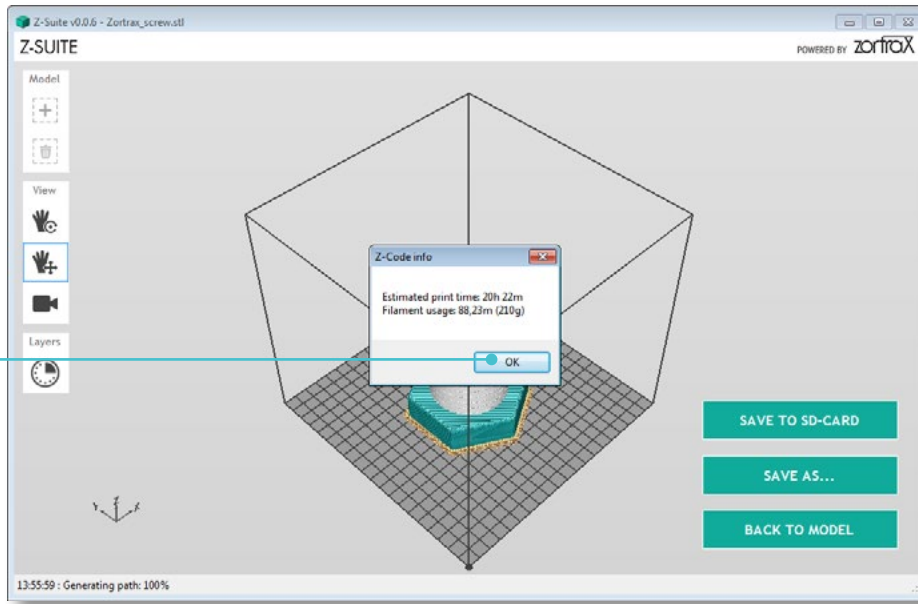 Z-Suite v0.0.6 - Zortrax_screw.stl
Z-SUITE
POWERED BY zortrax
Model
View
Layers
Z-Code info
Estimated print time: 20h 22m
Filament usage: 88,23m (210g)
OK
SAVE TO SD-CARD
SAVE AS...
BACK TO MODEL
Y Z X
13:55:59 : Generating path: 100%